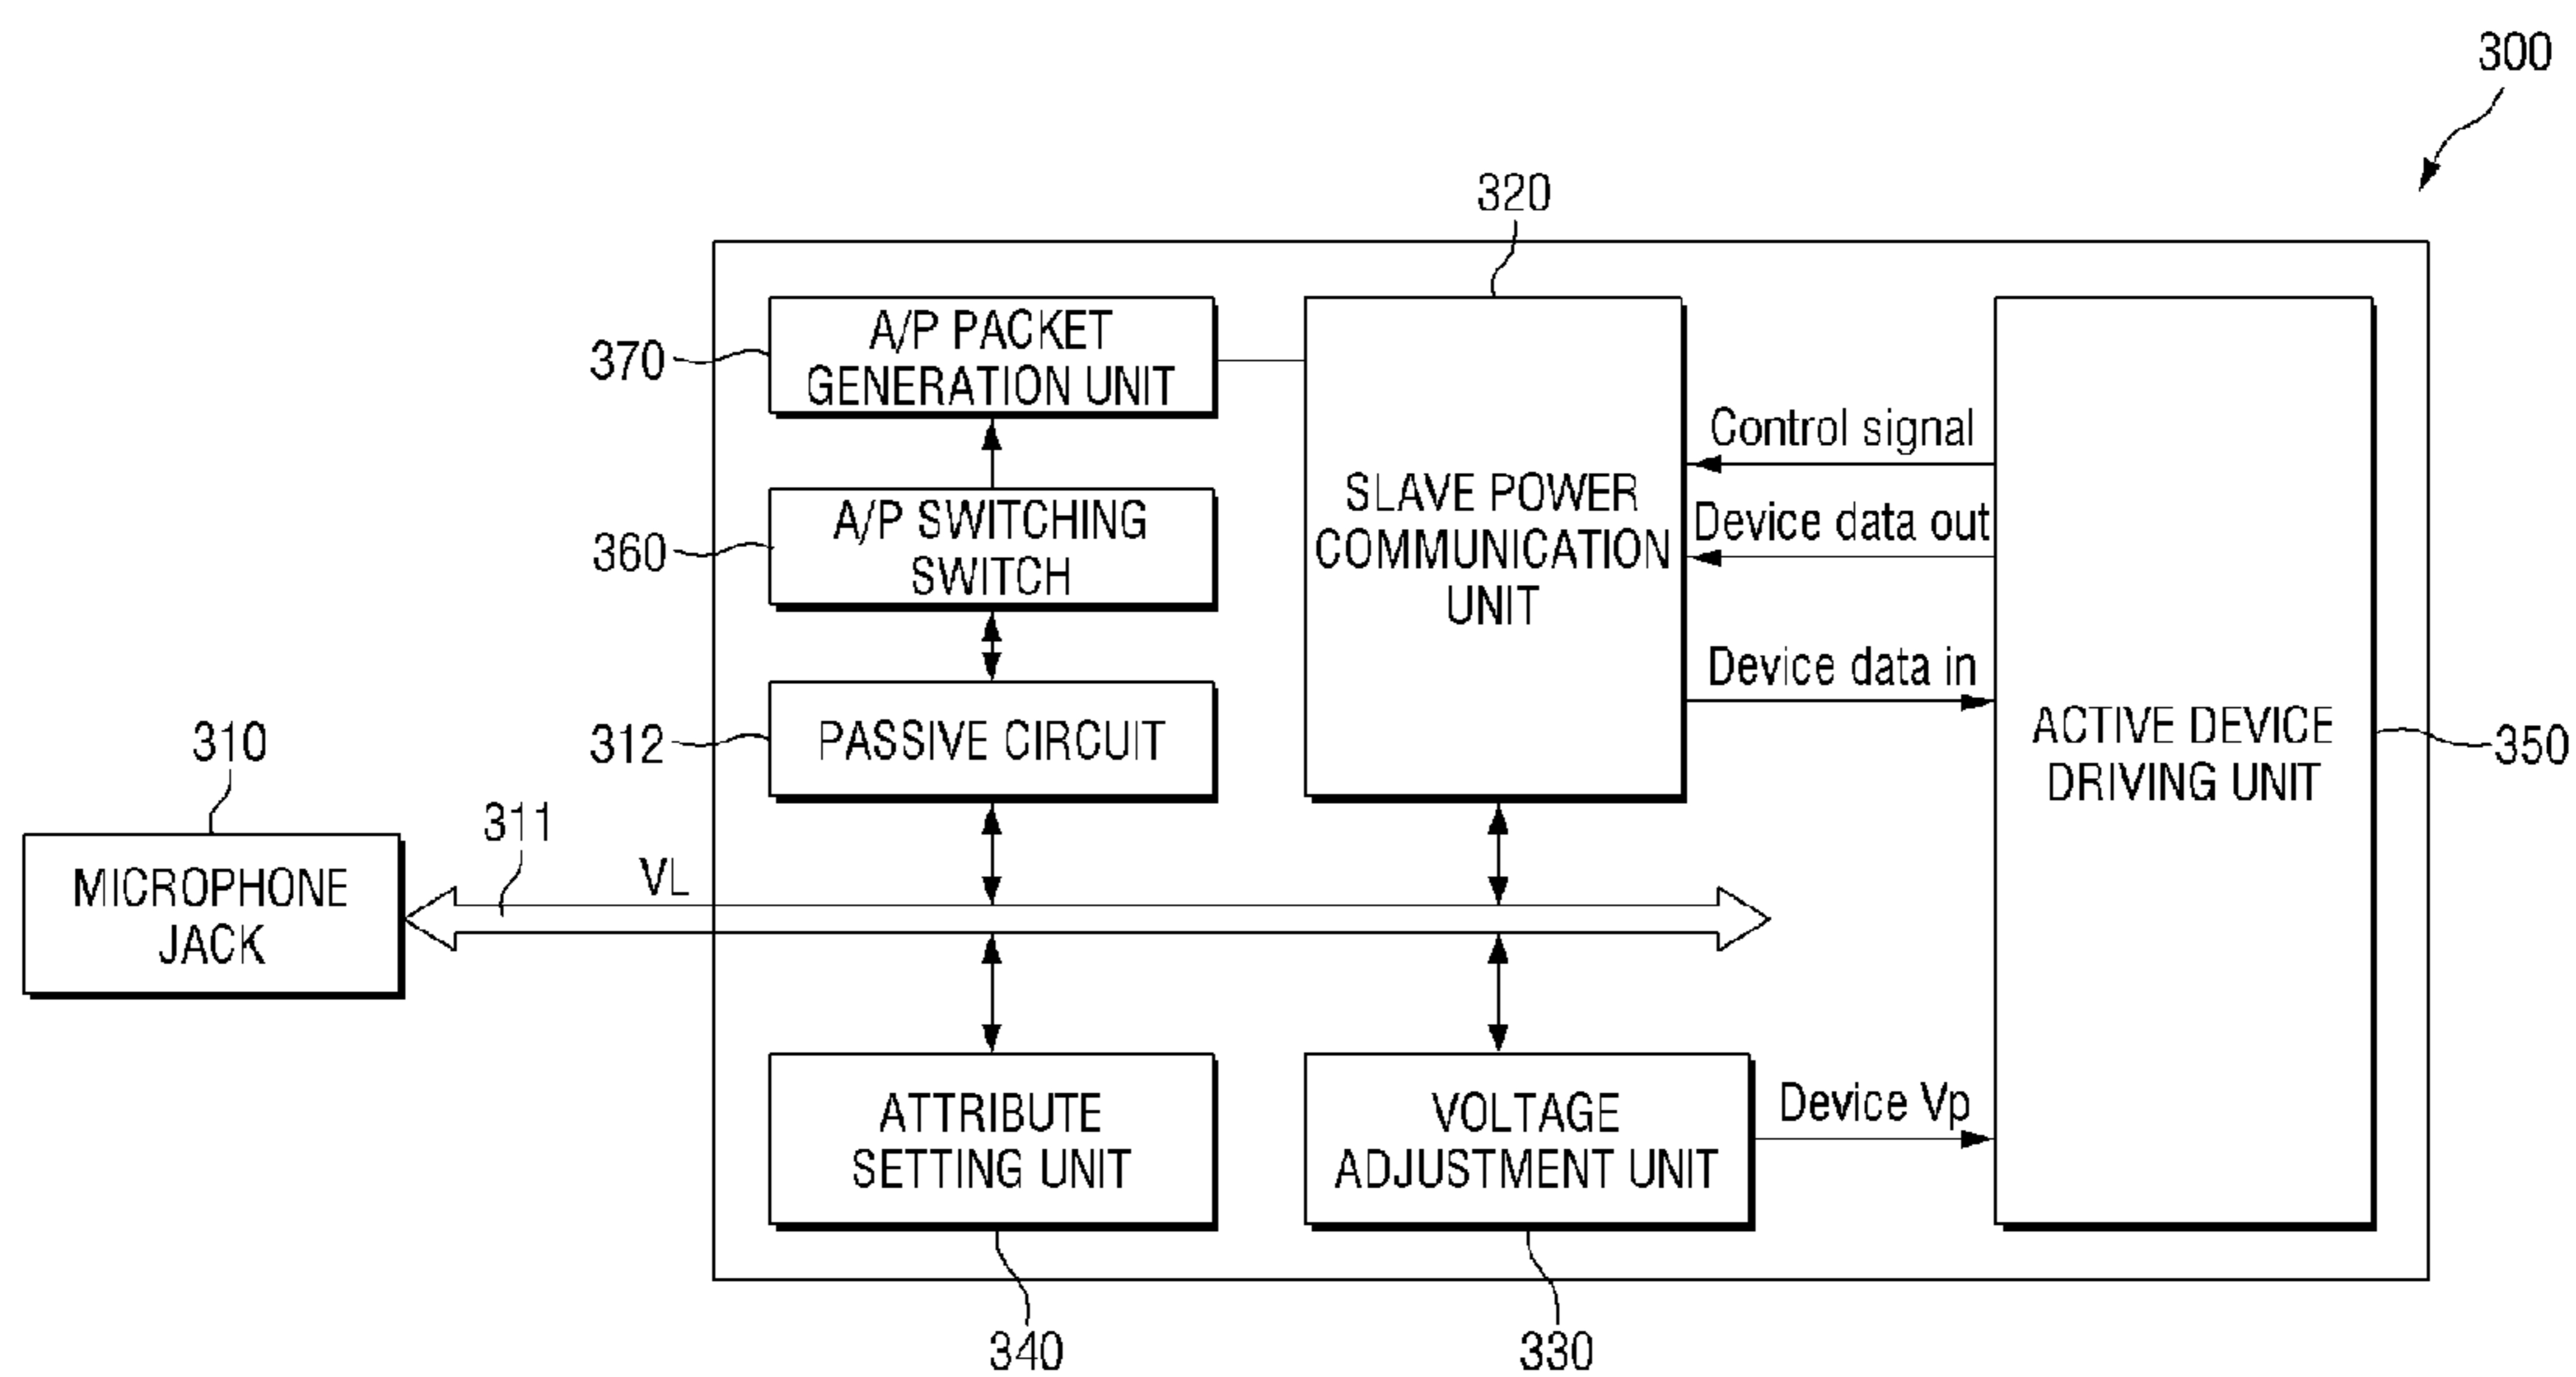 300
320
A/P PACKET
GENERATION UNIT
370
Control signal
A/P SWITCHING
SWITCH
360
SLAVE POWER
COMMUNICATION
UNIT
Device data out
Device data in
PASSIVE CIRCUIT
312
ACTIVE DEVICE
DRIVING UNIT
350
310
311
VL
MICROPHONE
JACK
ATTRIBUTE
SETTING UNIT
VOLTAGE
ADJUSTMENT UNIT
Device Vp
340
330